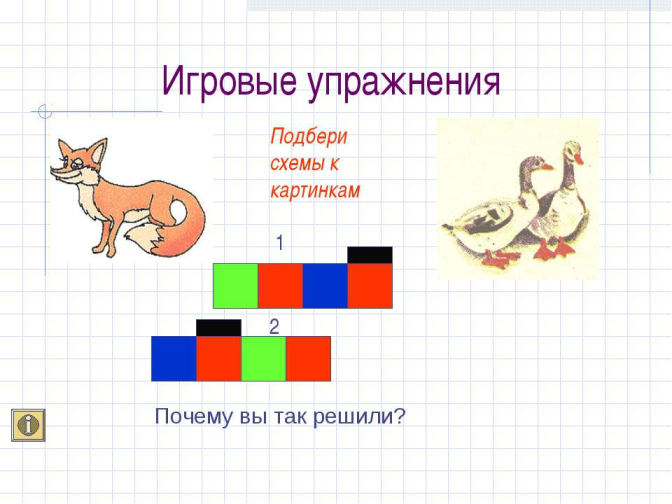 Игровые упражнения
Подбери
схемы к
картинкам
1
2
Почему вы так решили?